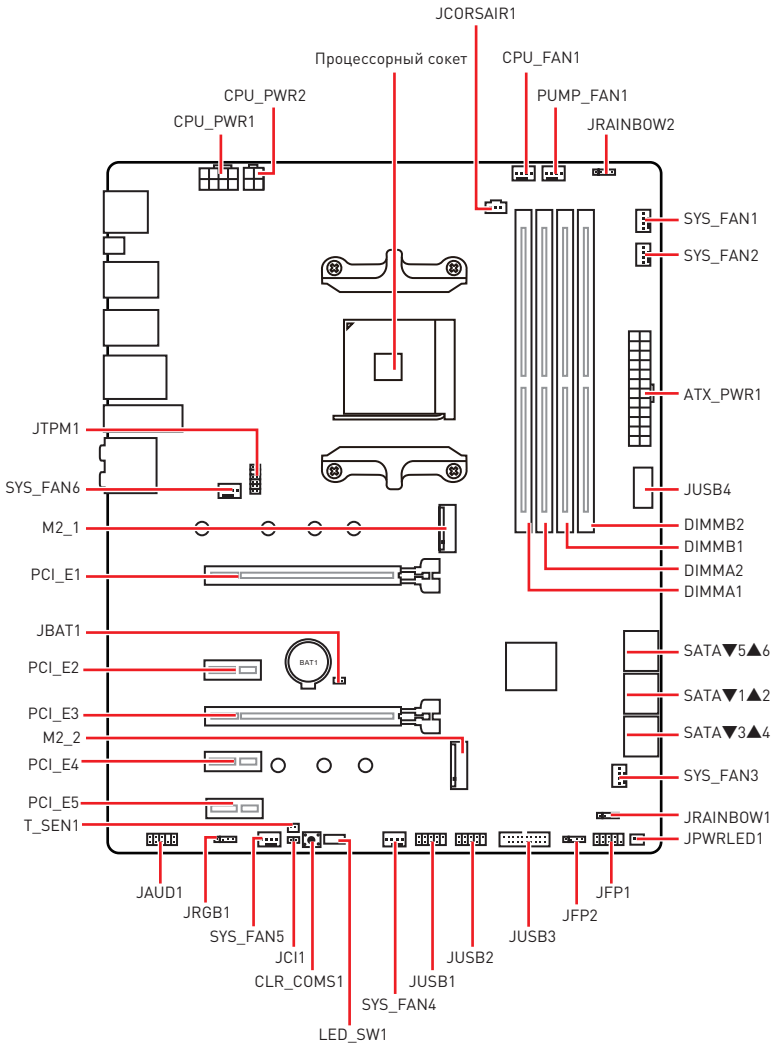 JCORSAIR1
Процессорный сокет
CPU_FAN1
CPU_PWR2
PUMP_FAN1
CPU_PWR1
JRAINBOW2
SYS_FAN1
SYS_FAN2
ATX_PWR1
JTPM1
SYS_FAN6
JUSB4
M2_1
DIMMB2
DIMMB1
PCI_E1
DIMMA2
DIMMA1
JBAT1
SATA▼5▲6
BAT1
PCI_E2
SATA▼1▲2
PCI_E3
SATA▼3▲4
M2_2
PCI_E4
SYS_FAN3
PCI_E5
JRAINBOW1
T_SEN1
JPWRLED1
JAUD1
JFP1
JRGB1
JFP2
SYS_FAN5
JUSB3
JCI1
JUSB2
CLR_COMS1
JUSB1
SYS_FAN4
LED_SW1